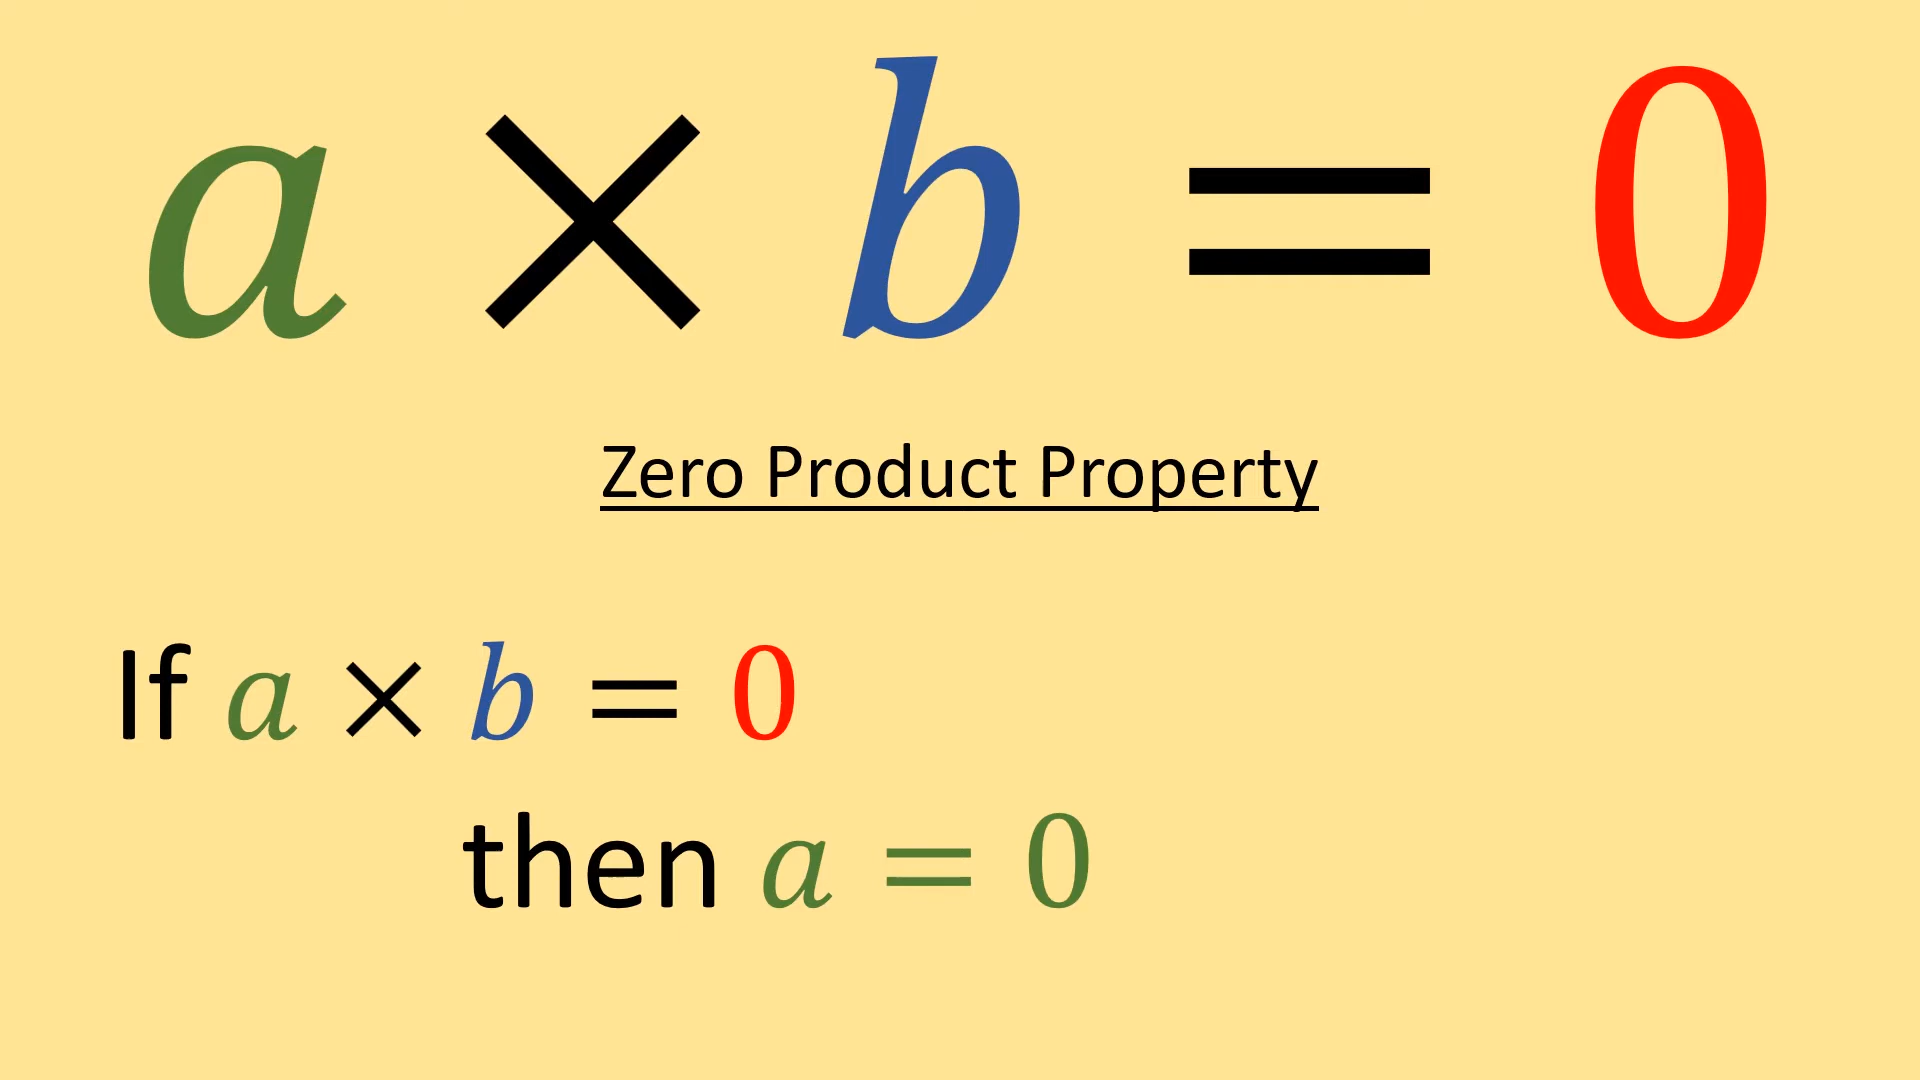 a × b = 0
Zero Product Property
If a × b = 0
then a = 0